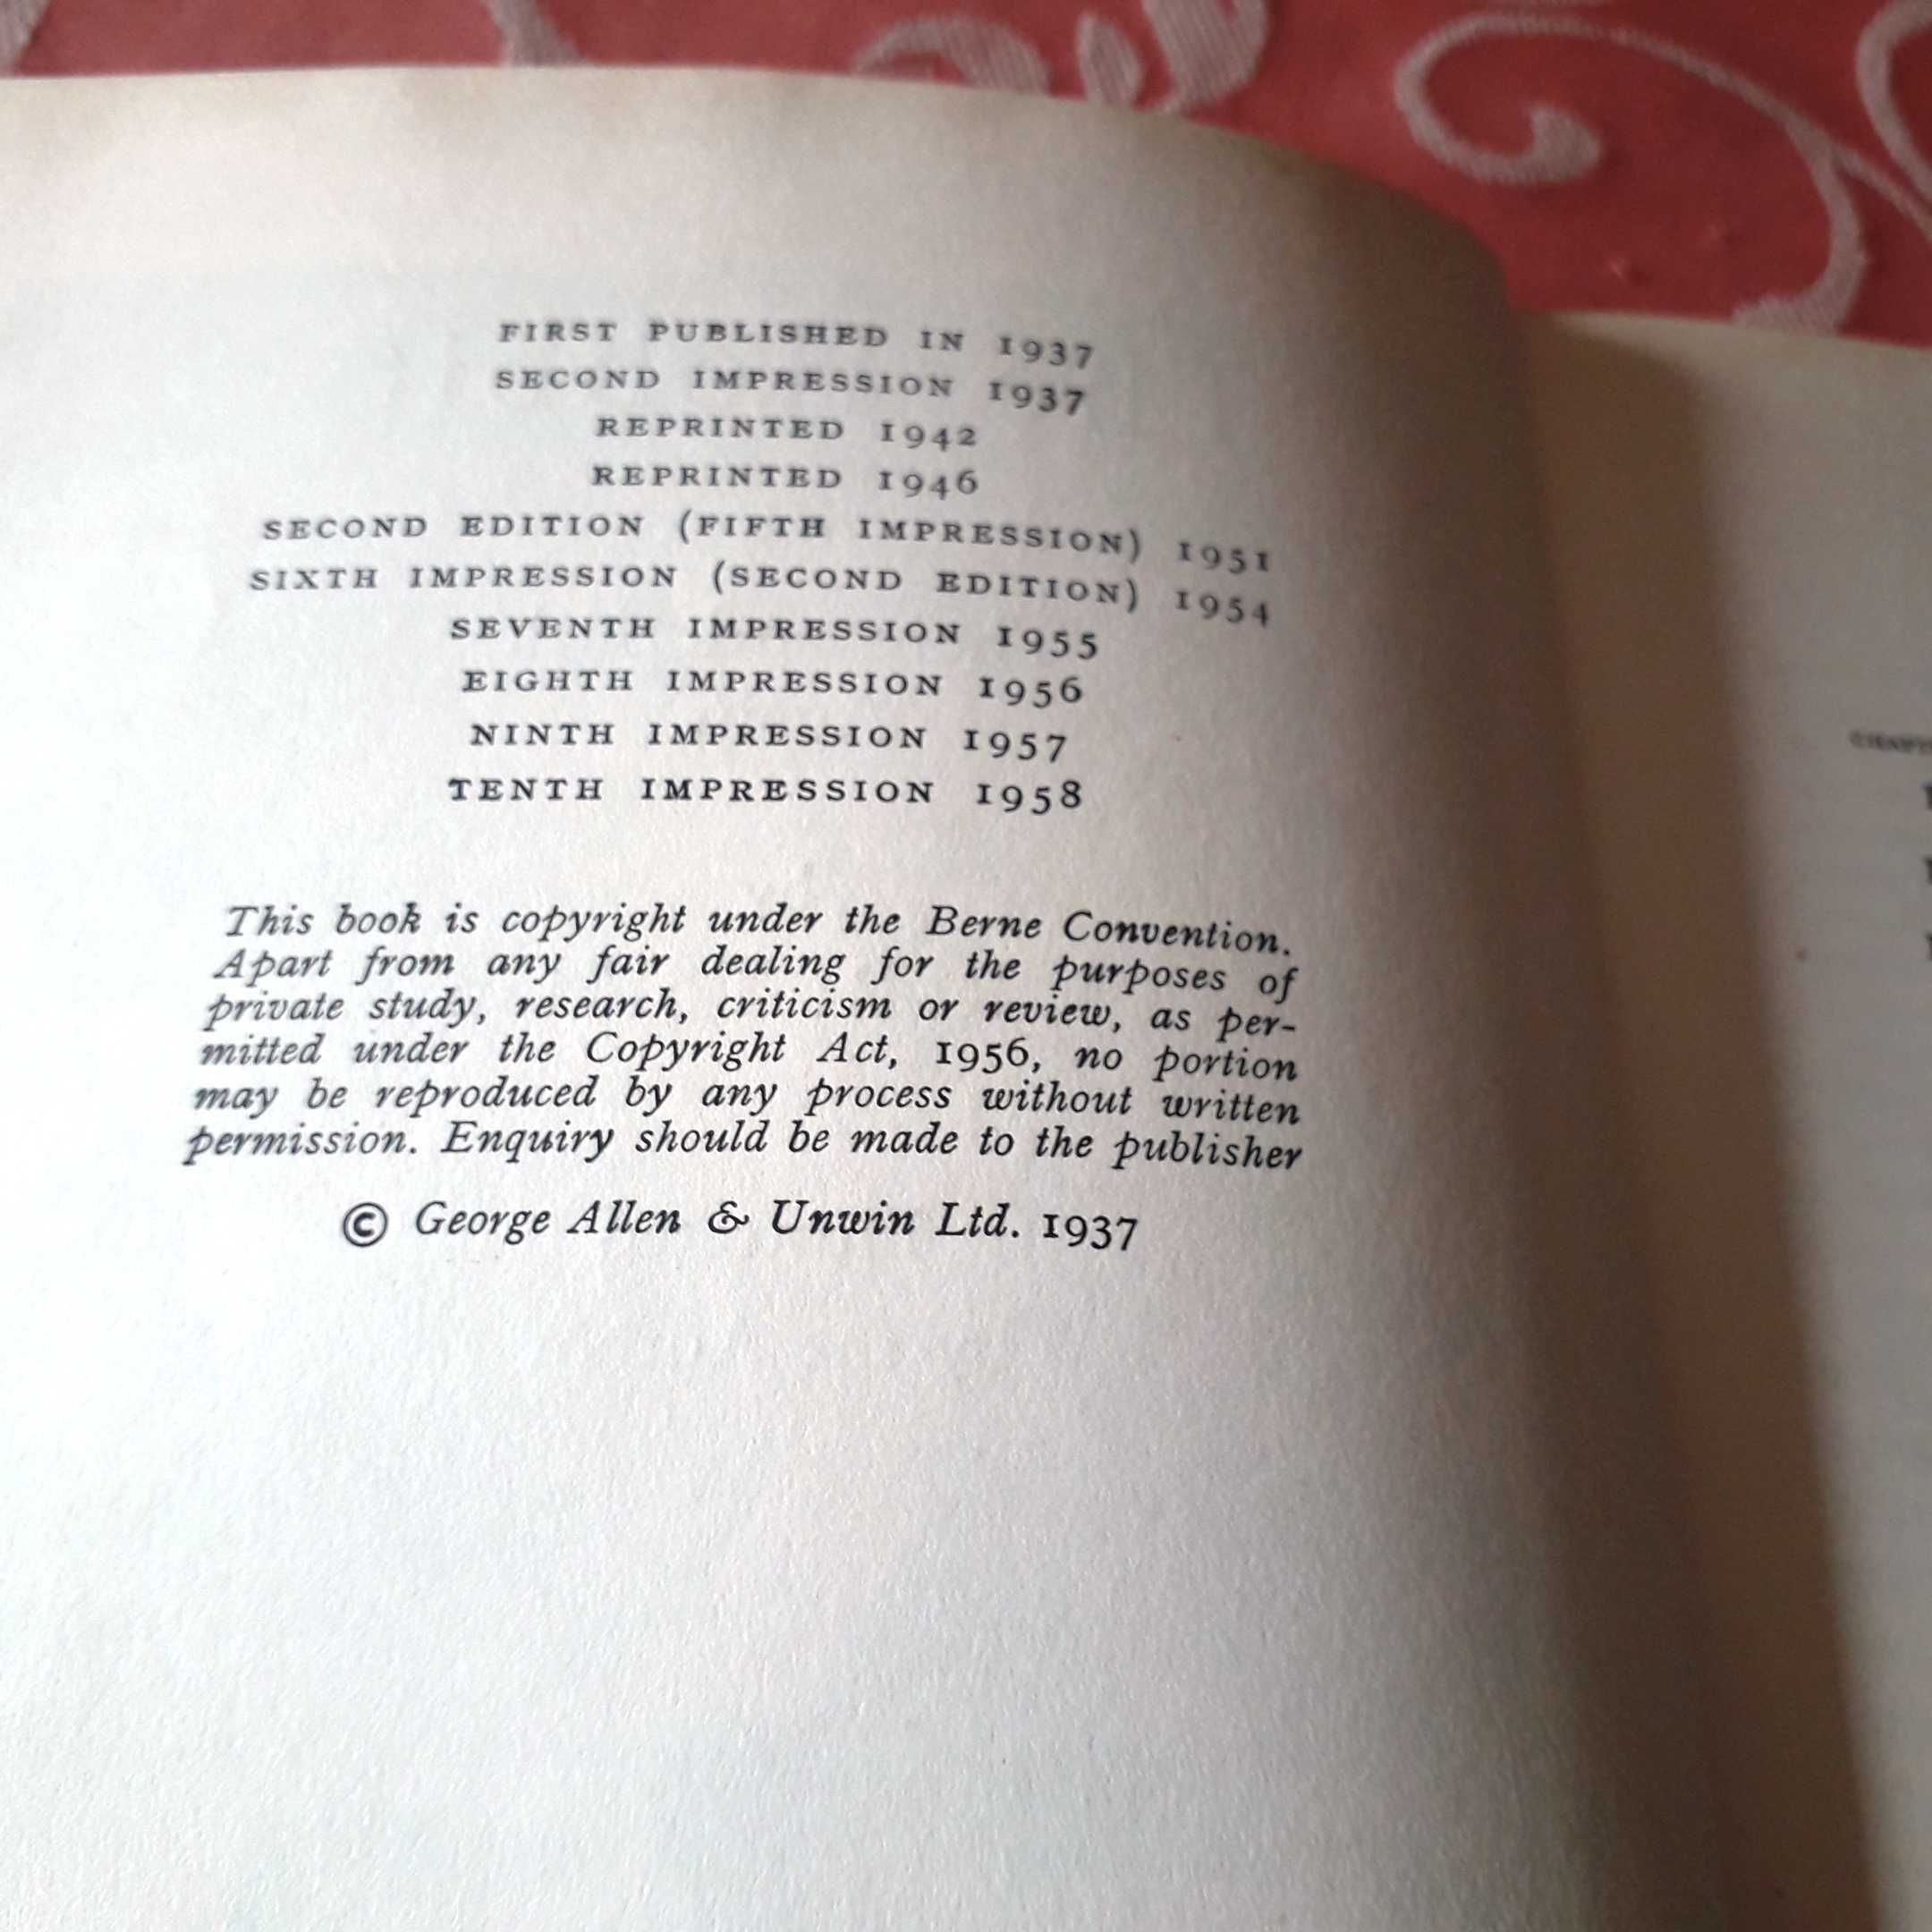 FIRST PUBLISHED IN 1937
SECOND IMPRESSION 1937
REPRINTED 1942
REPRINTED 1946
SECOND EDITION (FIFTH IMPRESSION) 1951
SIXTH IMPRESSION (SECOND EDITION) 1954
SEVENTH IMPRESSION 1955
EIGHTH IMPRESSION 1956
NINTH IMPRESSION 1957
TENTH IMPRESSION 1958
This book is copyright under the Berne Convention.
Apart from any fair dealing for the purposes of
private study, research, criticism or review, as per-
mitted under the Copyright Act, 1956, no portion
may be reproduced by any process without written
permission. Enquiry should be made to the publisher
© George Allen & Unwin Ltd. 1937